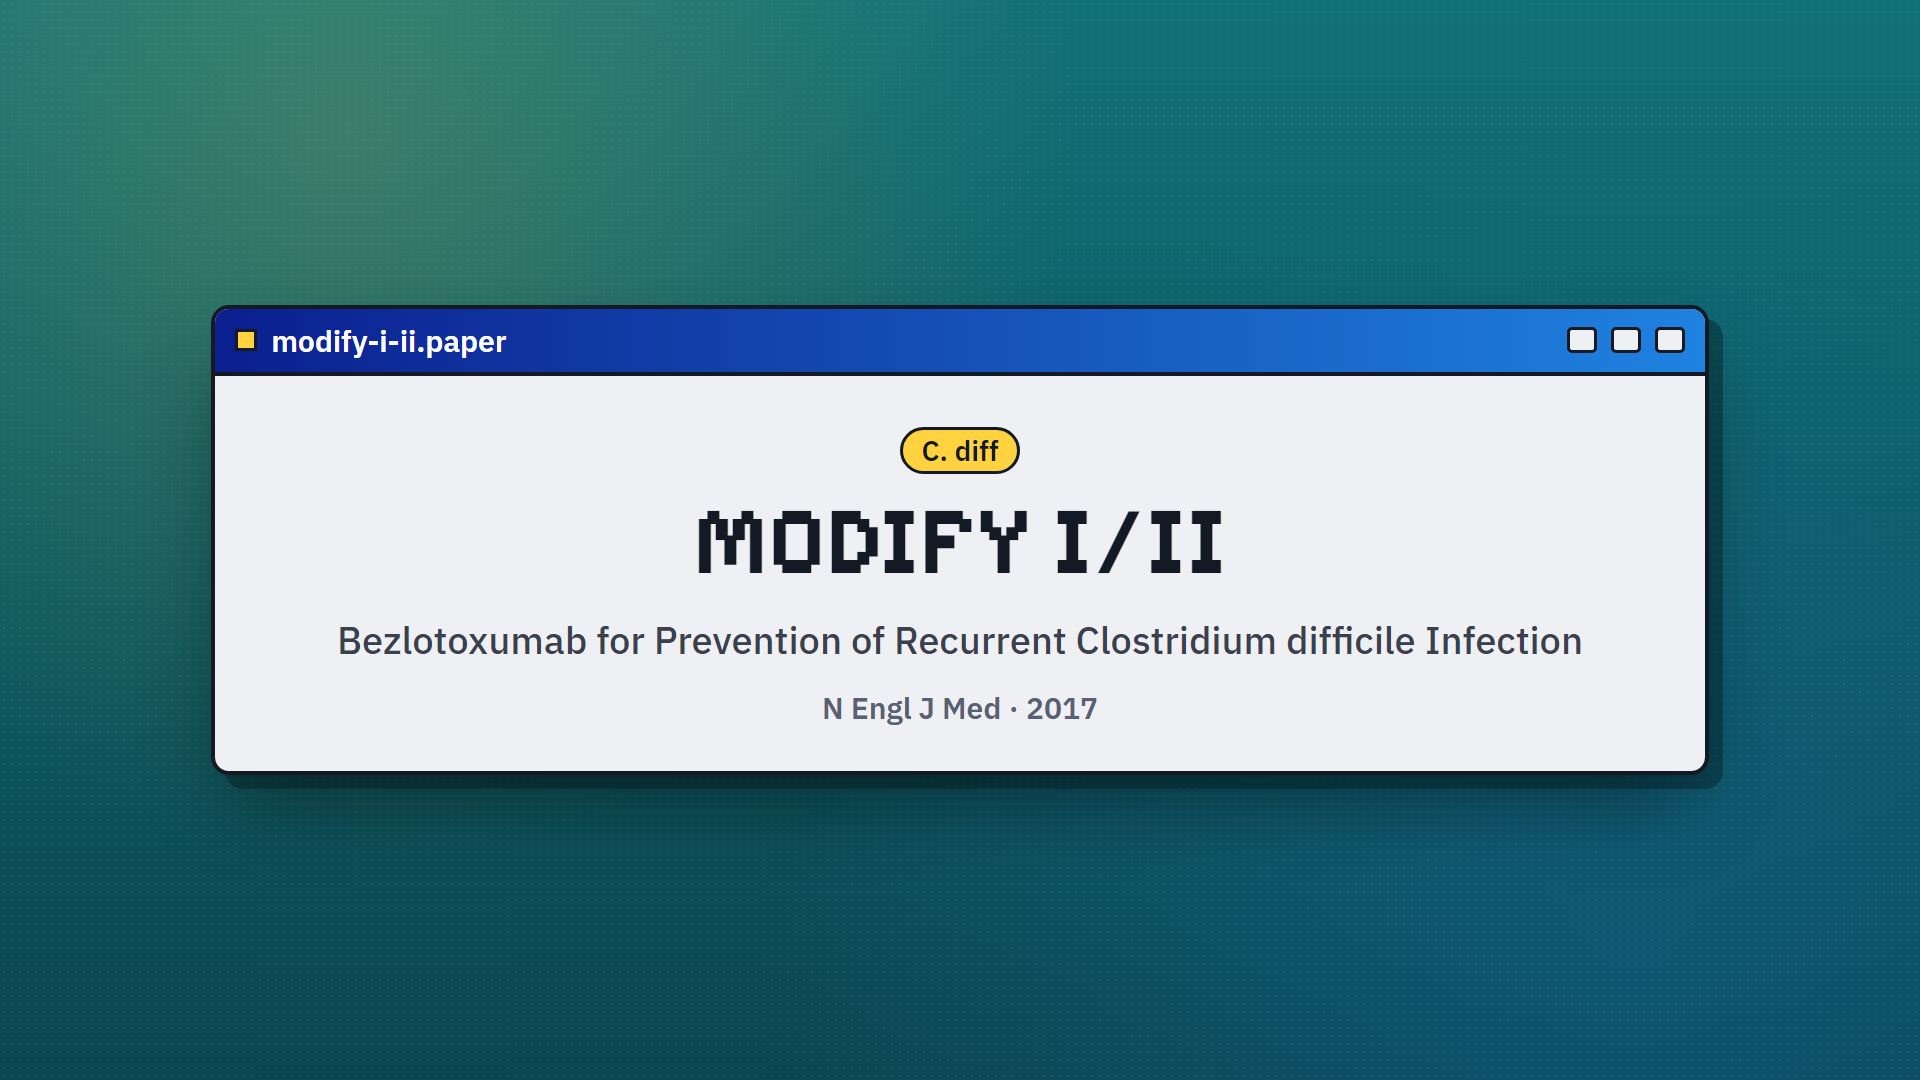 modify-i-ii.paper
C. diff
MODIFY I/II
Bezlotoxumab for Prevention of Recurrent Clostridium difficile Infection
N Engl J Med · 2017